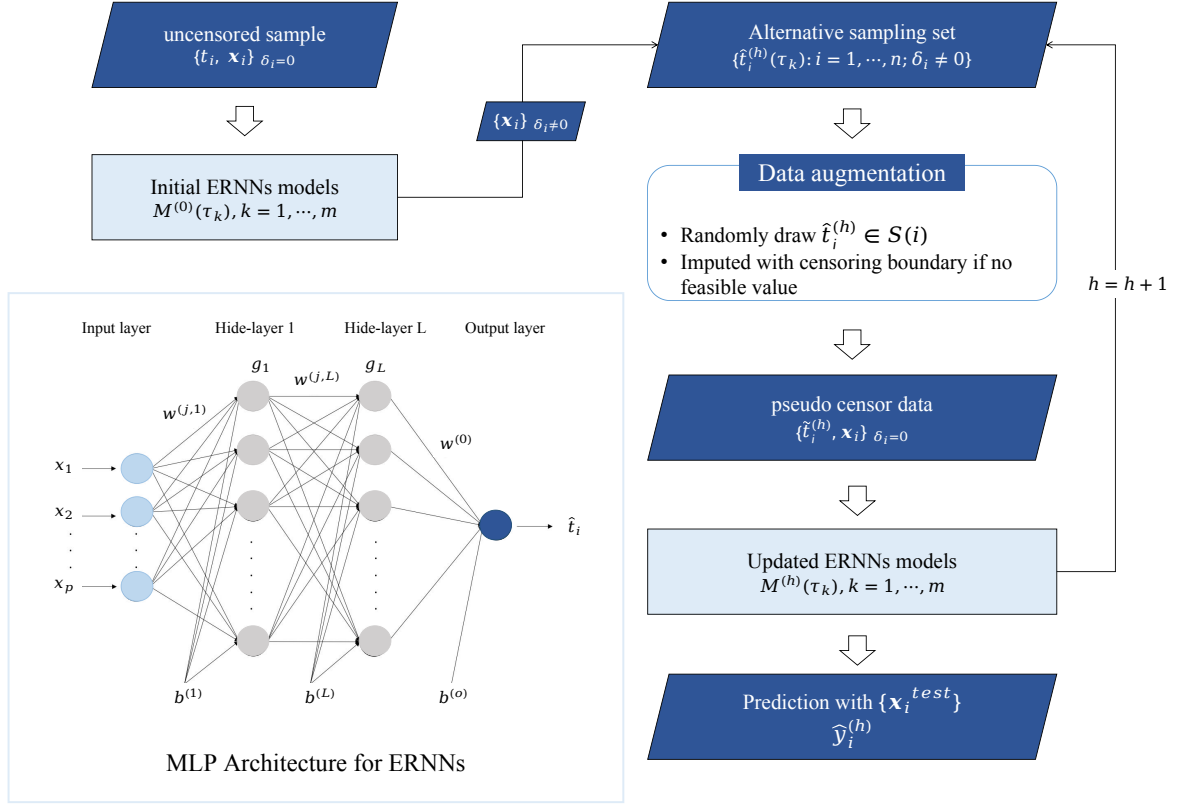 uncensored sample
{t_i, x_i} δ_i=0
Initial ERNNs models
M^(0)(τ_k), k = 1, ⋯, m
{x_i} δ_i≠0
Alternative sampling set
{t̂_i^(h)(τ_k): i = 1, ⋯, n; δ_i ≠ 0}
Data augmentation
• Randomly draw t̂_i^(h) ∈ S(i)
• Imputed with censoring boundary if no
feasible value
h = h + 1
pseudo censor data
{t̃_i^(h), x_i} δ_i=0
Updated ERNNs models
M^(h)(τ_k), k = 1, ⋯, m
Prediction with {x_i^test}
ŷ_i^(h)
Input layer
Hide-layer 1
Hide-layer L
Output layer
g_1
g_L
w^(j,1)
w^(j,L)
w^(0)
x_1
x_2
x_p
t̂_i
b^(1)
b^(L)
b^(o)
MLP Architecture for ERNNs